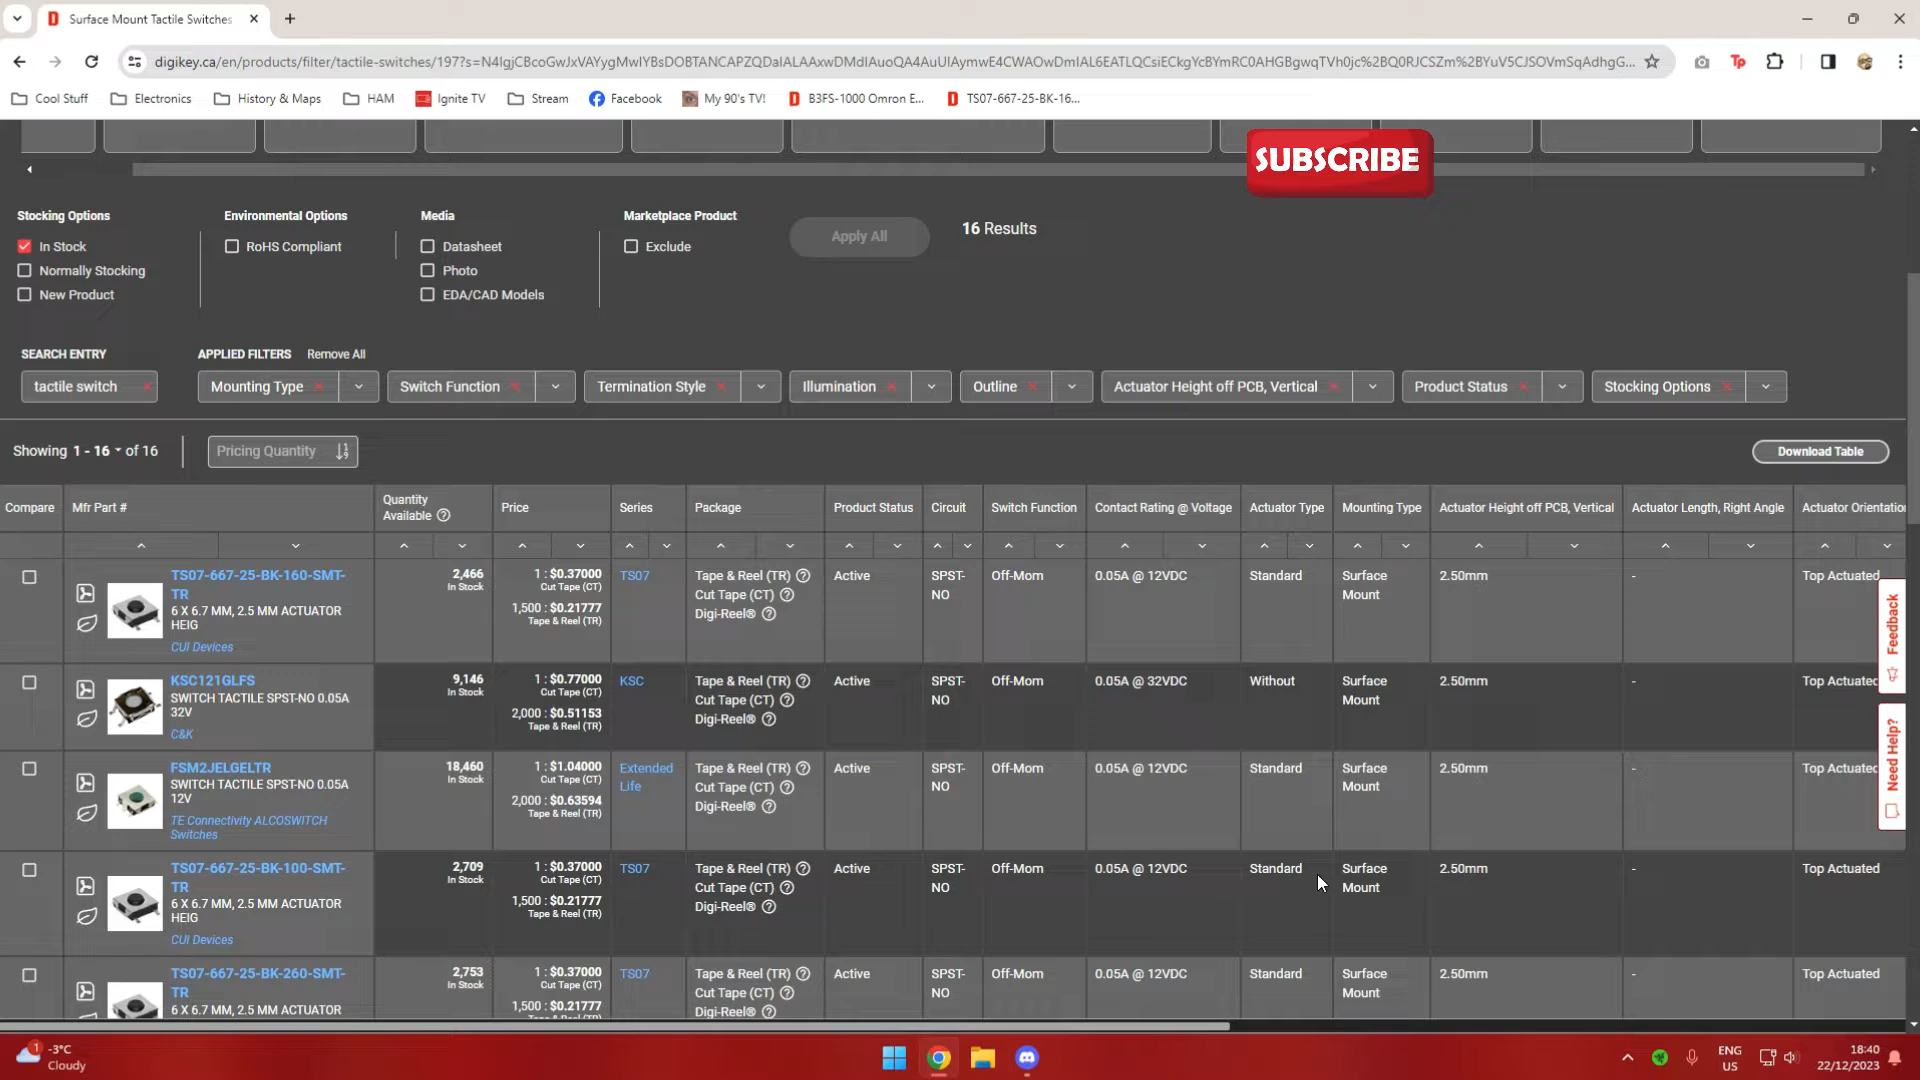 Surface Mount Tactile Switches
digikey.ca/en/products/filter/tactile-switches/197?s=N4IgjCBcoGwJxVAYygMwIYBsDOBTANCAPZQDaIALAAxwDMdIAuoQA4AuUIAymwE4CWAOwDmIAL6EATLQCsiECkgYcBYmRC0AHGBgwqTVh0jc%2BQ0RJCSZm%2BYuV5CJSOVmSqAdhgG...
Cool Stuff
Electronics
History & Maps
HAM
Ignite TV
Stream
Facebook
My 90's TV!
B3FS-1000 Omron E...
TS07-667-25-BK-16...
SUBSCRIBE
Stocking Options
In Stock
Normally Stocking
New Product
Environmental Options
RoHS Compliant
Media
Datasheet
Photo
EDA/CAD Models
Marketplace Product
Exclude
Apply All
16 Results
SEARCH ENTRY
tactile switch
APPLIED FILTERS Remove All
Mounting Type
Switch Function
Termination Style
Illumination
Outline
Actuator Height off PCB, Vertical
Product Status
Stocking Options
Showing 1 - 16 of 16
Pricing Quantity
Download Table
Compare
Mfr Part #
Quantity
Available
Price
Series
Package
Product Status
Circuit
Switch Function
Contact Rating @ Voltage
Actuator Type
Mounting Type
Actuator Height off PCB, Vertical
Actuator Length, Right Angle
Actuator Orientation
TS07-667-25-BK-160-SMT-
TR
6 X 6.7 MM, 2.5 MM ACTUATOR
HEIG
CUI Devices
2,466
In Stock
1 : $0.37000
Cut Tape (CT)
1,500 : $0.21777
Tape & Reel (TR)
TS07
Tape & Reel (TR)
Cut Tape (CT)
Digi-Reel®
Active
SPST-
NO
Off-Mom
0.05A @ 12VDC
Standard
Surface
Mount
2.50mm
-
Top Actuated
KSC121GLFS
SWITCH TACTILE SPST-NO 0.05A
32V
C&K
9,146
In Stock
1 : $0.77000
Cut Tape (CT)
2,000 : $0.51153
Tape & Reel (TR)
KSC
Tape & Reel (TR)
Cut Tape (CT)
Digi-Reel®
Active
SPST-
NO
Off-Mom
0.05A @ 32VDC
Without
Surface
Mount
2.50mm
-
Top Actuated
FSM2JELGELTR
SWITCH TACTILE SPST-NO 0.05A
12V
TE Connectivity ALCOSWITCH
Switches
18,460
In Stock
1 : $1.04000
Cut Tape (CT)
2,000 : $0.63594
Tape & Reel (TR)
Extended
Life
Tape & Reel (TR)
Cut Tape (CT)
Digi-Reel®
Active
SPST-
NO
Off-Mom
0.05A @ 12VDC
Standard
Surface
Mount
2.50mm
-
Top Actuated
TS07-667-25-BK-100-SMT-
TR
6 X 6.7 MM, 2.5 MM ACTUATOR
HEIG
CUI Devices
2,709
In Stock
1 : $0.37000
Cut Tape (CT)
1,500 : $0.21777
Tape & Reel (TR)
TS07
Tape & Reel (TR)
Cut Tape (CT)
Digi-Reel®
Active
SPST-
NO
Off-Mom
0.05A @ 12VDC
Standard
Surface
Mount
2.50mm
-
Top Actuated
TS07-667-25-BK-260-SMT-
TR
6 X 6.7 MM, 2.5 MM ACTUATOR
2,753
In Stock
1 : $0.37000
Cut Tape (CT)
1,500 : $0.21777
Tape & Reel (TR)
TS07
Tape & Reel (TR)
Cut Tape (CT)
Digi-Reel®
Active
SPST-
NO
Off-Mom
0.05A @ 12VDC
Standard
Surface
Mount
2.50mm
-
Top Actuated
Feedback
Need Help?
1
-3°C
Cloudy
ENG
US
18:40
22/12/2023